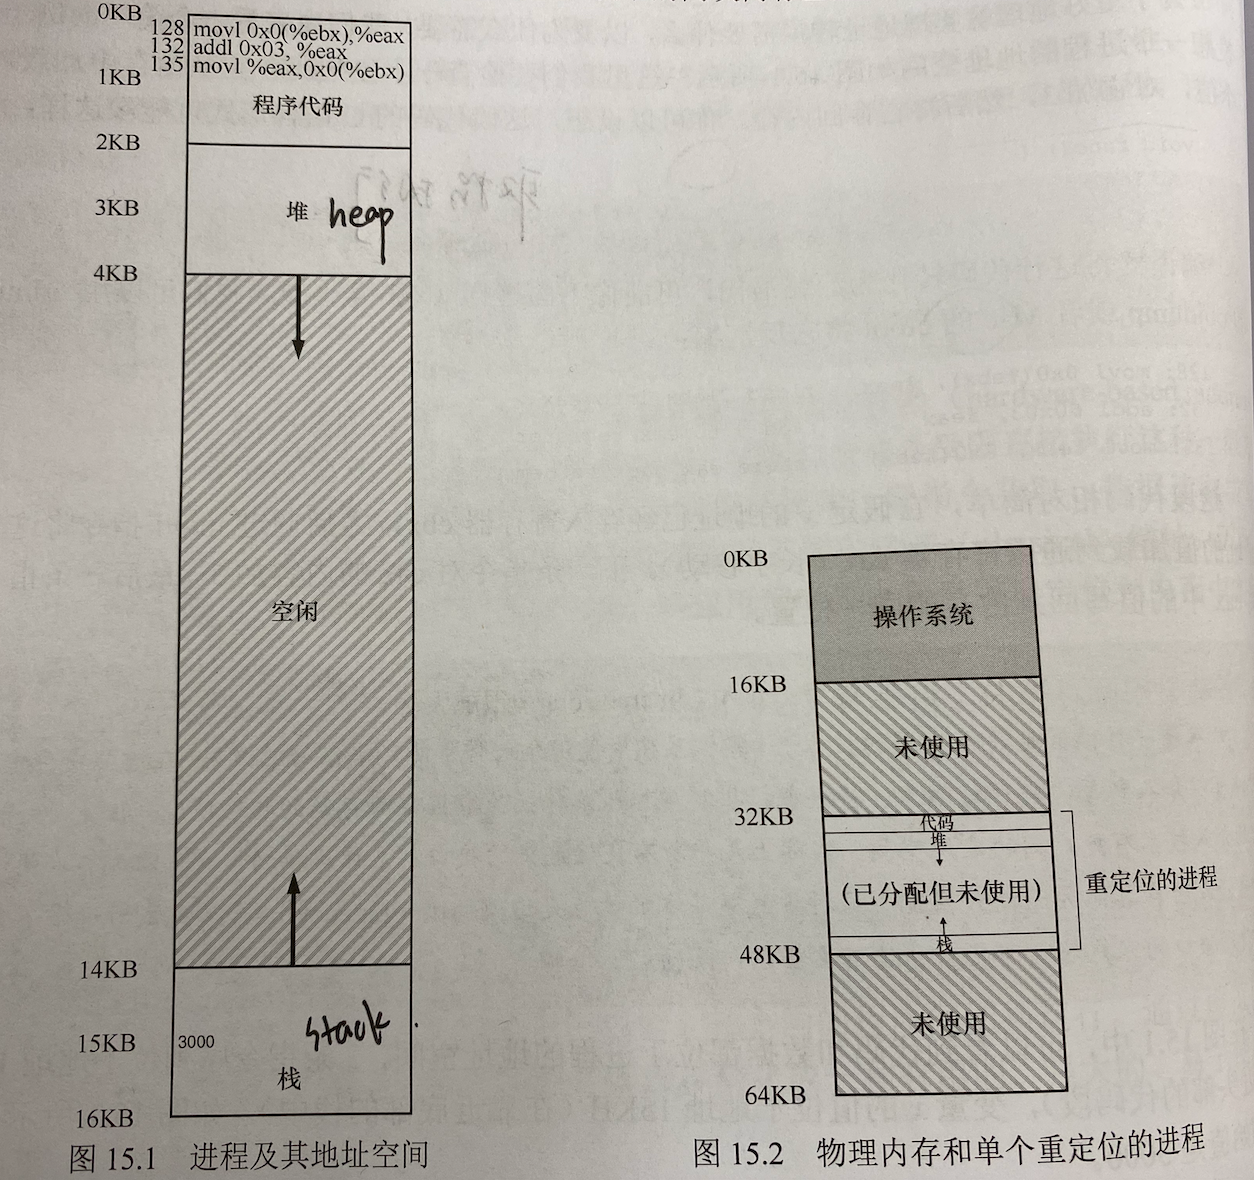 0KB
128 movl 0x0(%ebx),%eax
132 addl 0x03, %eax
135 movl %eax,0x0(%ebx)
1KB
程序代码
2KB
3KB
堆 heap
4KB
空闲
14KB
15KB
3000
stack
栈
16KB
图 15.1 进程及其地址空间
0KB
操作系统
16KB
未使用
32KB
代码
堆
(已分配但未使用)
重定位的进程
栈
48KB
未使用
64KB
图 15.2 物理内存和单个重定位的进程